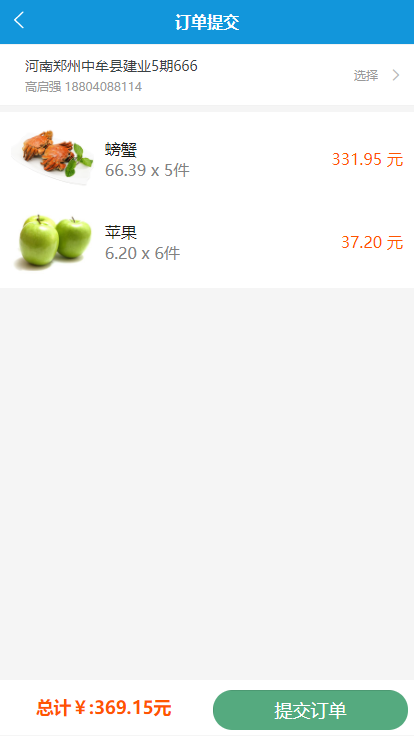 订单提交
河南郑州中牟县建业5期666
高启强 18804088114
选择
螃蟹
66.39 x 5件
331.95 元
苹果
6.20 x 6件
37.20 元
总计￥:369.15元
提交订单